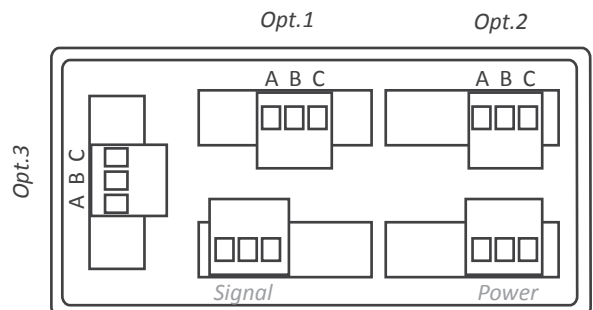 Opt.1 Opt.2
A B C A B C
Opt.3
A B C
Signal Power